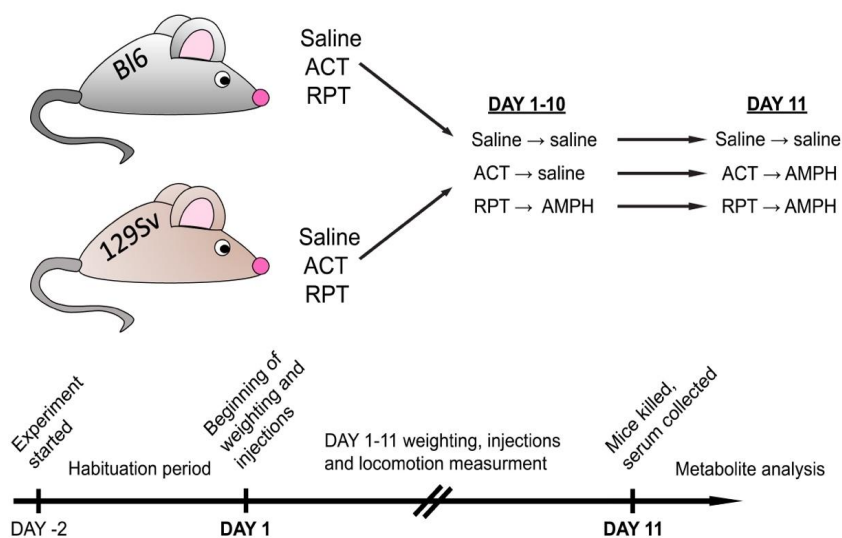 Bl6
Saline
ACT
RPT
129Sv
Saline
ACT
RPT
DAY 1-10
Saline → saline
ACT → saline
RPT → AMPH
DAY 11
Saline → saline
ACT → AMPH
RPT → AMPH
Experiment
started
Habituation period
Beginning of
weighting and
injections
DAY 1-11 weighting, injections
and locomotion measurment
Mice killed,
serum collected
Metabolite analysis
DAY -2
DAY 1
DAY 11